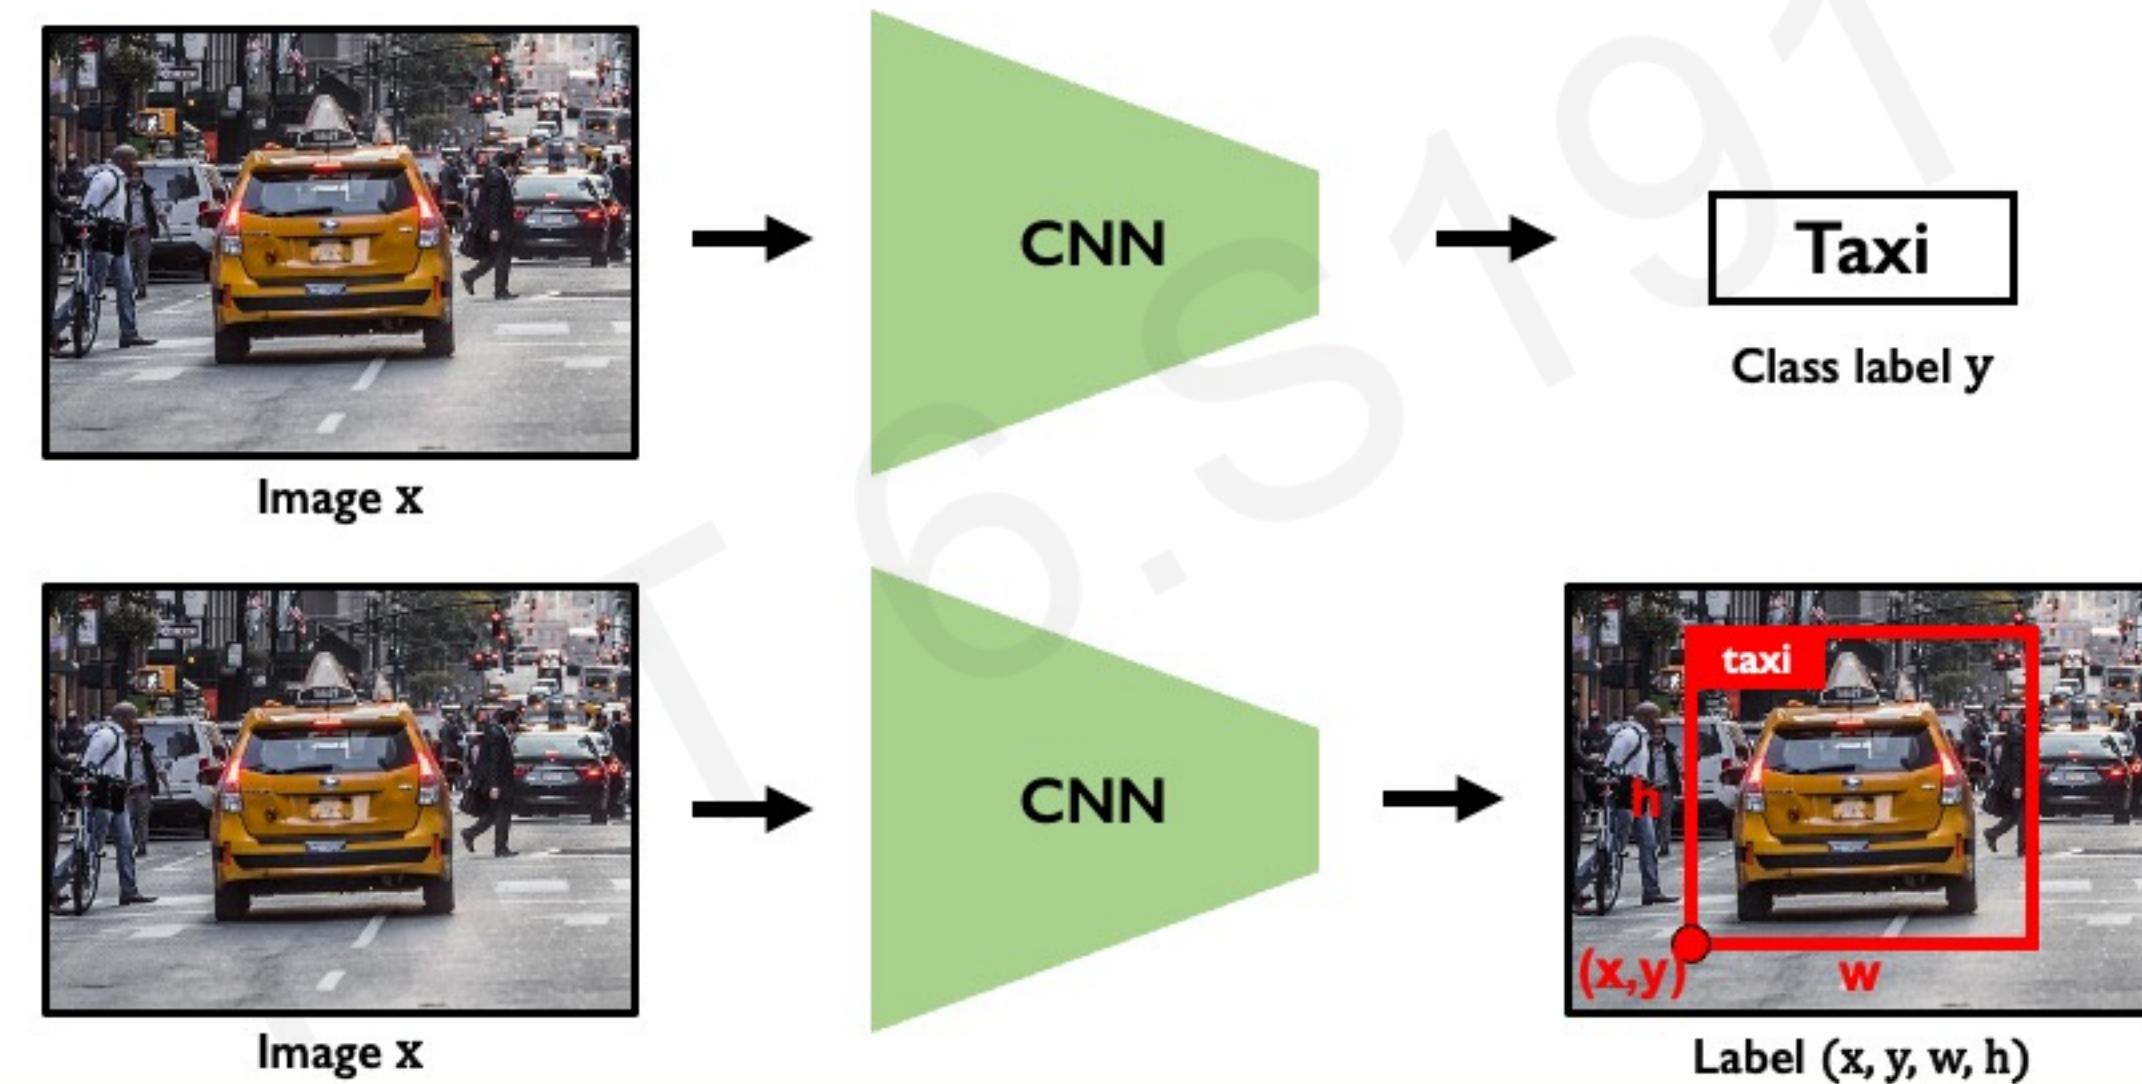 CNN
Taxi
Class label y
Image x
CNN
taxi
h
(x,y)
w
Image x
Label (x, y, w, h)
T 6.S191